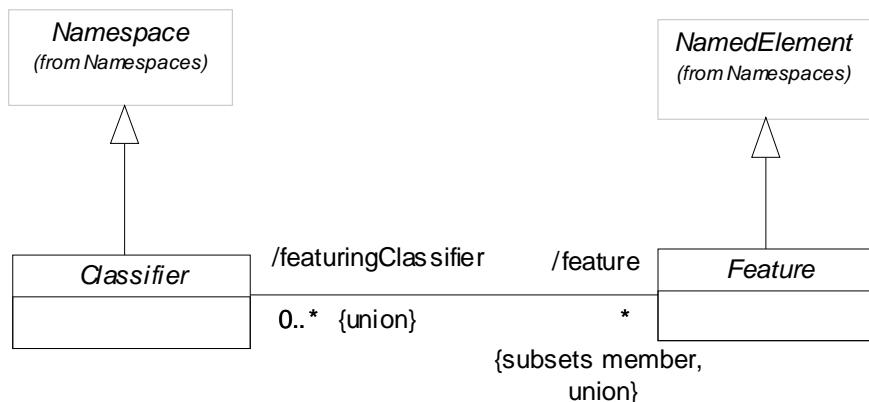 Namespace
(from Namespaces)
NamedElement
(from Namespaces)
Classifier
/featuringClassifier
/feature
Feature
0..* {union}
*
{subsets member,
union}